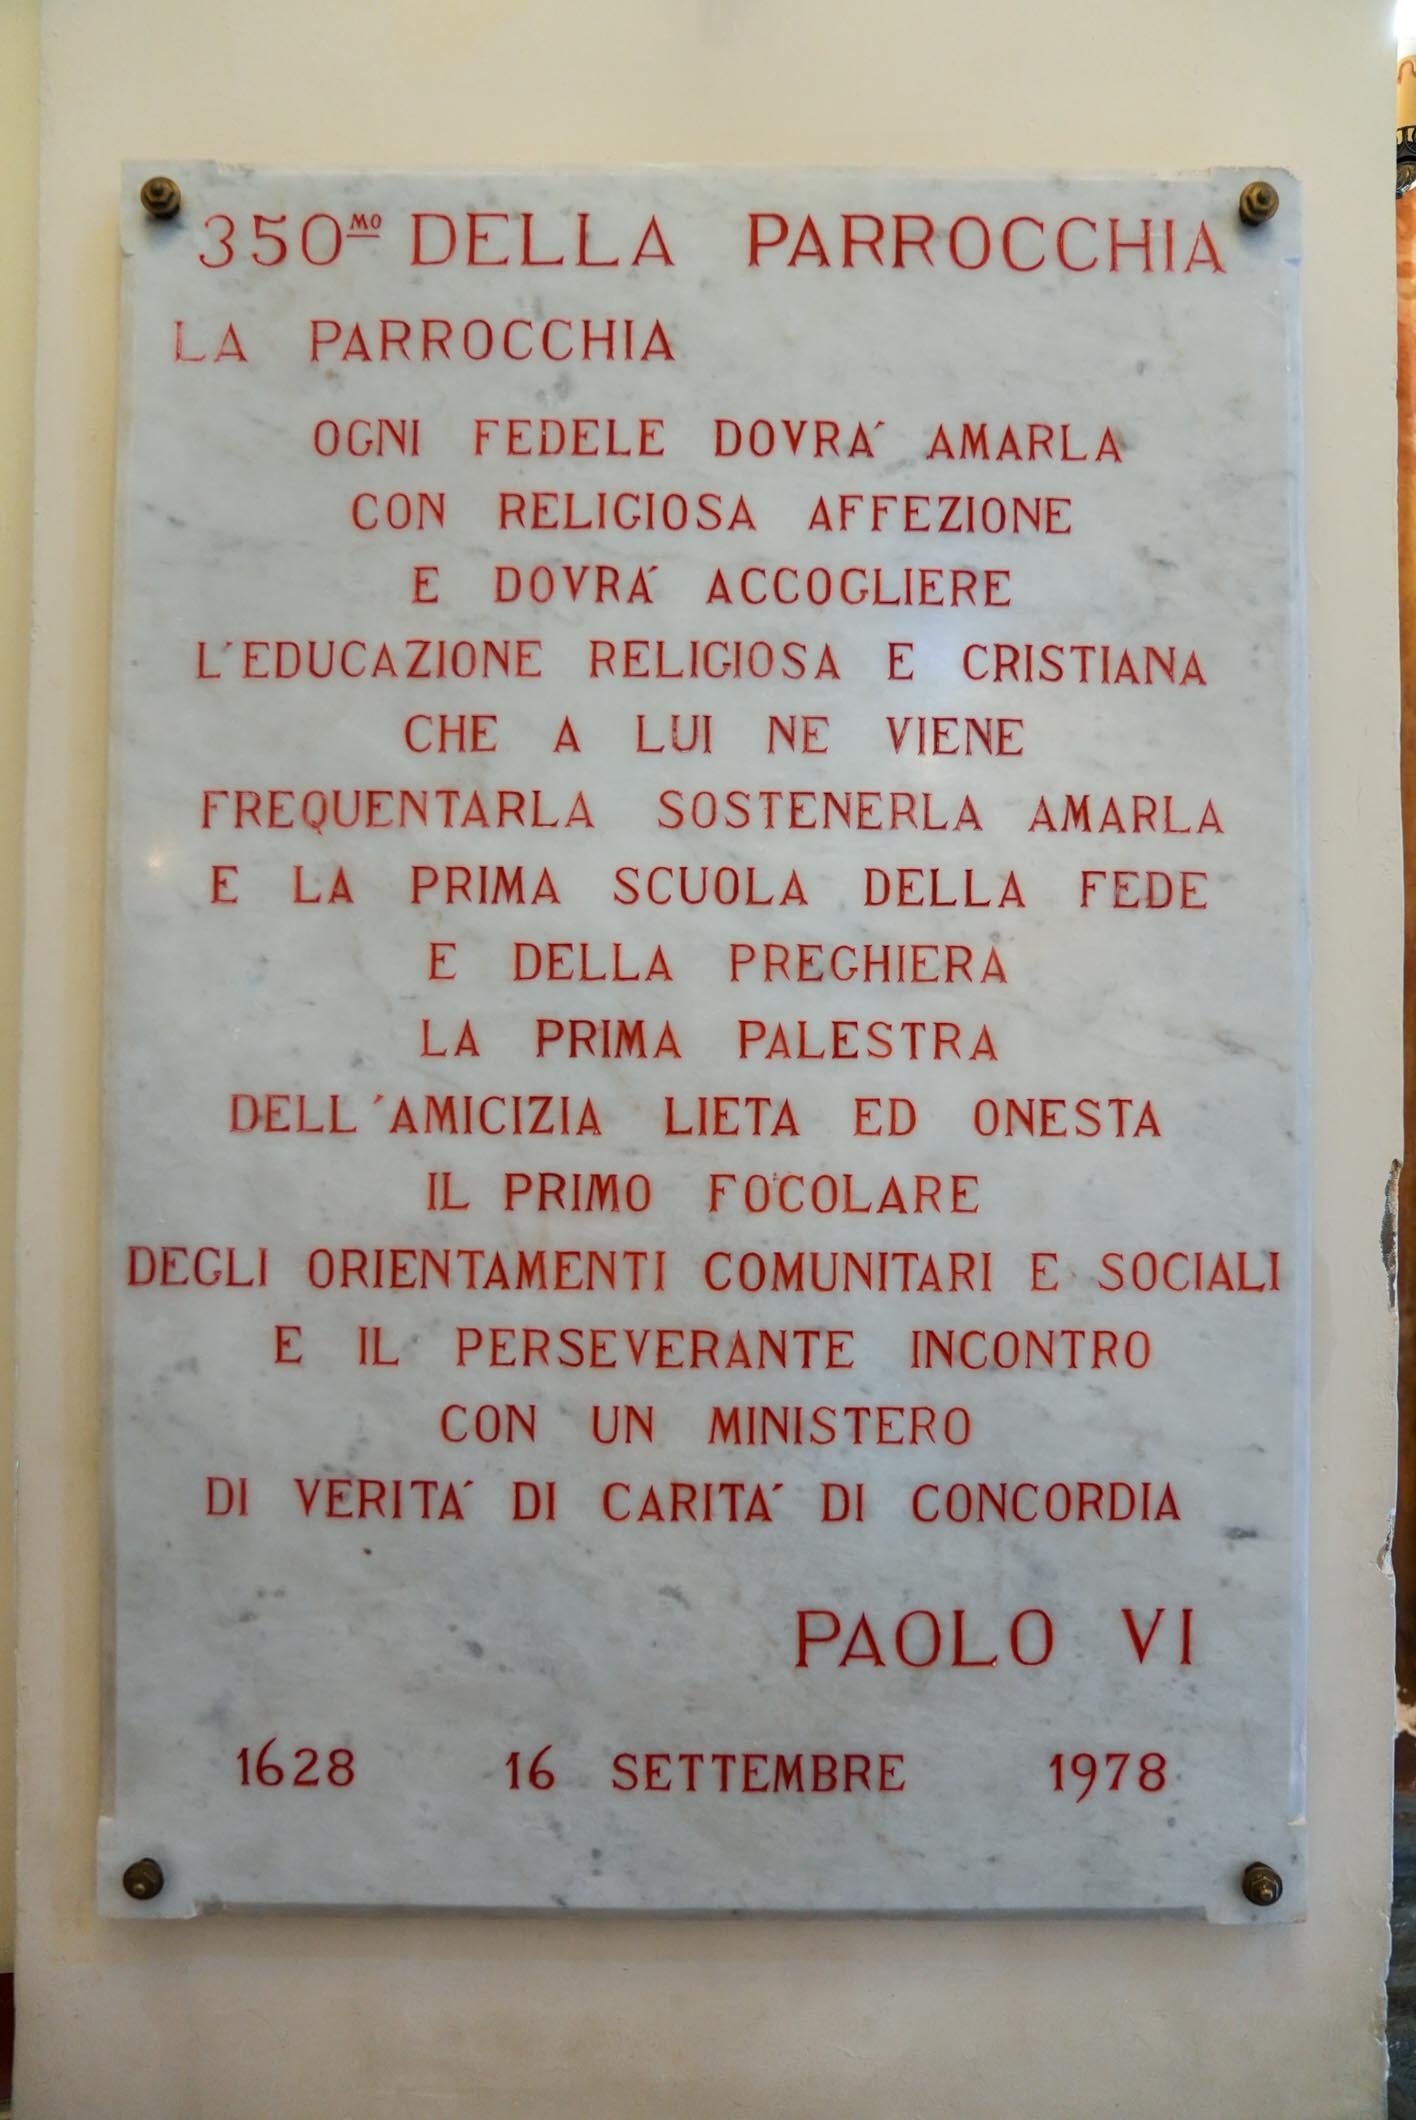 350ᴹᴼ DELLA PARROCCHIA
LA PARROCCHIA
OGNI FEDELE DOVRA´ AMARLA
CON RELIGIOSA AFFEZIONE
E DOVRA´ ACCOGLIERE
L´EDUCAZIONE RELIGIOSA E CRISTIANA
CHE A LUI NE VIENE
FREQUENTARLA SOSTENERLA AMARLA
E LA PRIMA SCUOLA DELLA FEDE
E DELLA PREGHIERA
LA PRIMA PALESTRA
DELL´AMICIZIA LIETA ED ONESTA
IL PRIMO FOCOLARE
DEGLI ORIENTAMENTI COMUNITARI E SOCIALI
E IL PERSEVERANTE INCONTRO
CON UN MINISTERO
DI VERITA´ DI CARITA´ DI CONCORDIA
PAOLO VI
1628 16 SETTEMBRE 1978